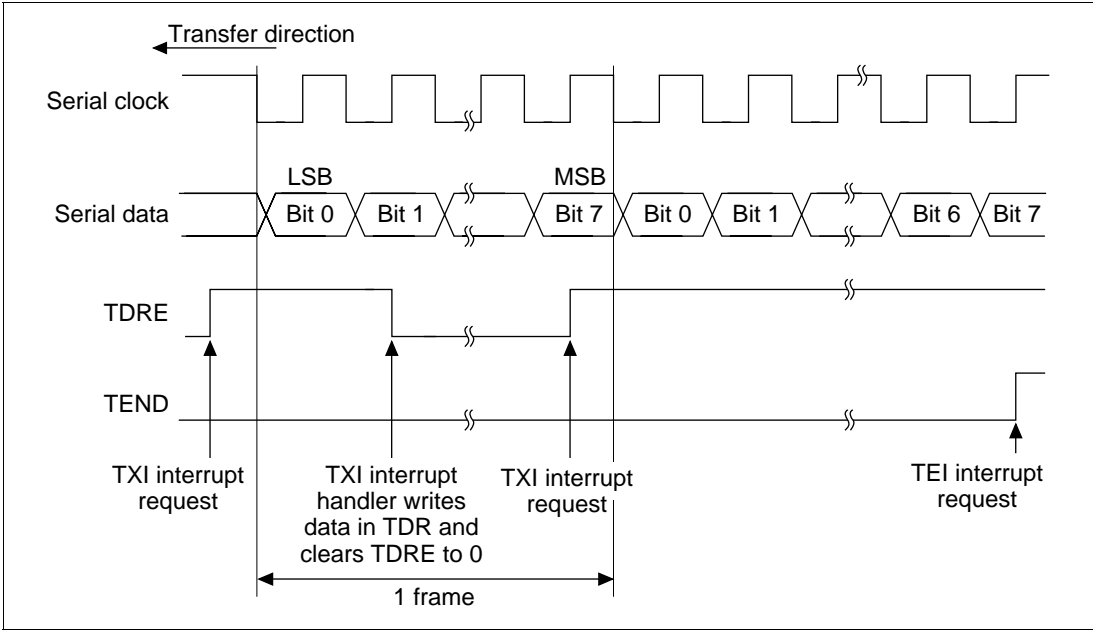 Transfer direction
Serial clock
LSB
MSB
Serial data
Bit 0
Bit 1
Bit 7
Bit 0
Bit 1
Bit 6
Bit 7
TDRE
TEND
TXI interrupt
request
TXI interrupt
handler writes
data in TDR and
clears TDRE to 0
TXI interrupt
request
TEI interrupt
request
1 frame